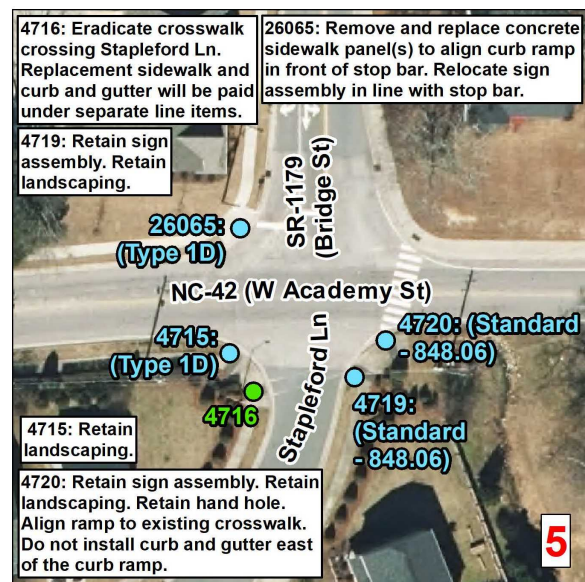 4716: Eradicate crosswalk
crossing Stapleford Ln.
Replacement sidewalk and
curb and gutter will be paid
under separate line items.
26065: Remove and replace concrete
sidewalk panel(s) to align curb ramp
in front of stop bar. Relocate sign
assembly in line with stop bar.
4719: Retain sign
assembly. Retain
landscaping.
SR-1179
(Bridge St)
26065:
(Type 1D)
NC-42 (W Academy St)
4715:
(Type 1D)
4720: (Standard
- 848.06)
Stapleford Ln
4716
4719:
(Standard
- 848.06)
4715: Retain
landscaping.
4720: Retain sign assembly. Retain
landscaping. Retain hand hole.
Align ramp to existing crosswalk.
Do not install curb and gutter east
of the curb ramp.
5